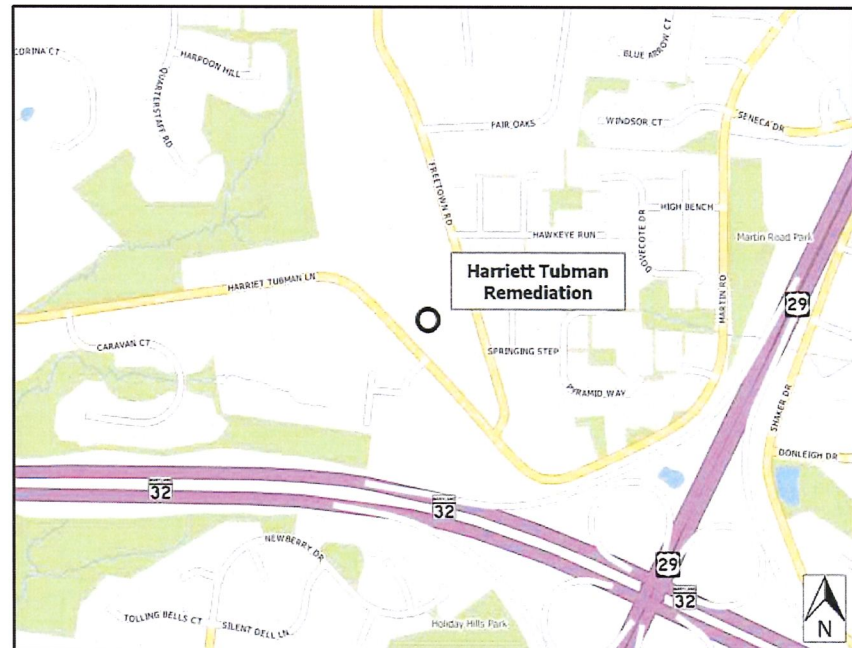 CORINA CT
HARPOON HILL
QUARTERSTAFF RD
BLUE ARROW CT
FAIR OAKS
WINDSOR CT
SENECA DR
FREETOWN RD
HIGH BENCH
HAWKEYE RUN
DOVECOTE DR
Martin Road Park
Harriett Tubman
Remediation
HARRIET TUBMAN LN
MARTIN RD
29
CARAVAN CT
SPRINGING STEP
PYRAMID WAY
SHAKER DR
DONLEIGH DR
MARYLAND
32
MARYLAND
32
NEWBERRY DR
29
MARYLAND
32
TOLLING BELLS CT
SILENT DELL LN
Holiday Hills Park
N